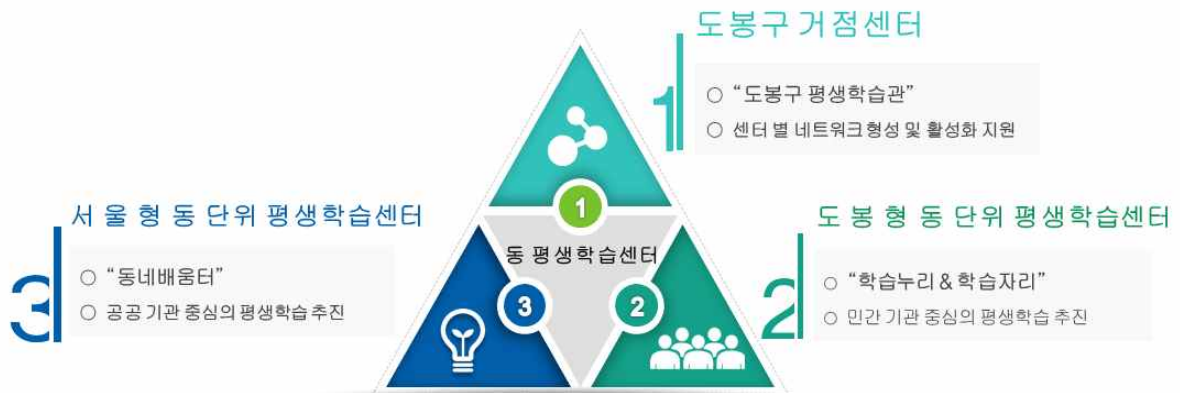 도봉구 거점센터
1
○ “도봉구 평생학습관”
○ 센터 별 네트워크 형성 및 활성화 지원
1
서 울 형 동 단위 평생학습센터
3
○ “동네배움터”
○ 공공 기관 중심의 평생학습 추진
동 평생학습센터
3
2
도 봉 형 동 단위 평생학습센터
2
○ “학습누리 & 학습자리”
○ 민간 기관 중심의 평생학습 추진